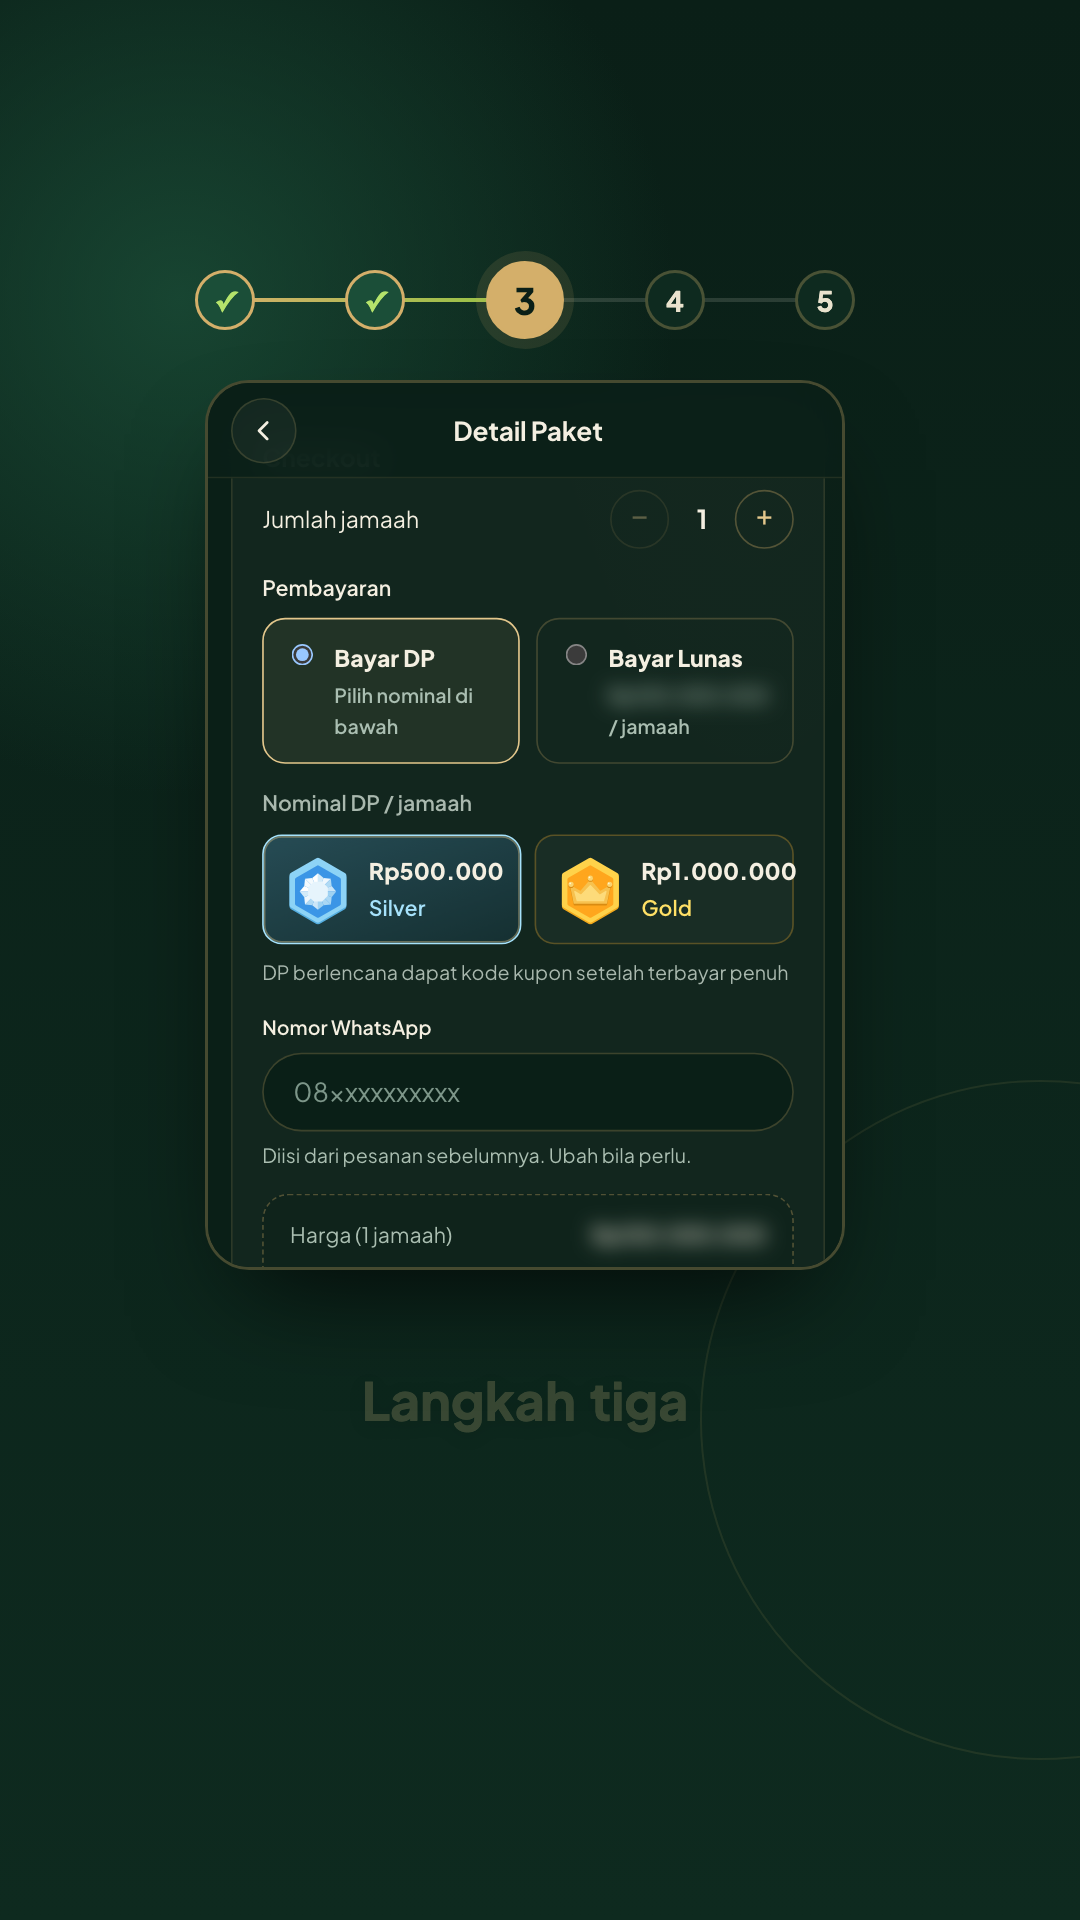 3
4
5
Detail Paket
Checkout
Jumlah jamaah
− 1 +
Pembayaran
Bayar DP
Pilih nominal di
bawah
Bayar Lunas
/ jamaah
Nominal DP / jamaah
Rp500.000
Silver
Rp1.000.000
Gold
DP berlencana dapat kode kupon setelah terbayar penuh
Nomor WhatsApp
08xxxxxxxxxx
Diisi dari pesanan sebelumnya. Ubah bila perlu.
Harga (1 jamaah)
Langkah tiga